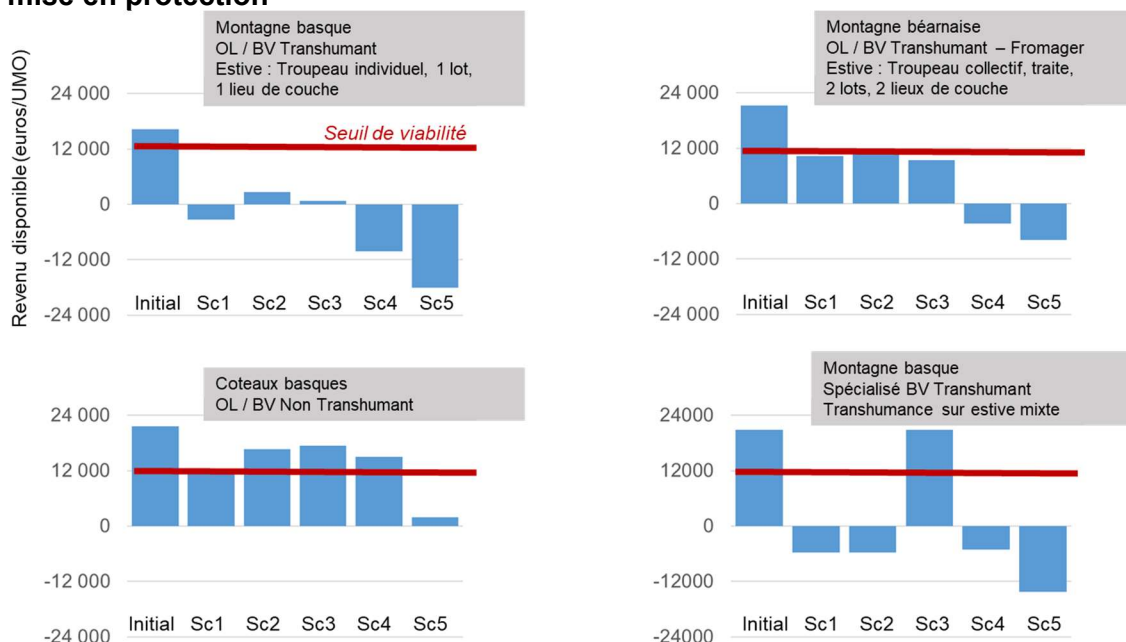 mise en protection
Montagne basque
OL / BV Transhumant
Estive : Troupeau individuel, 1 lot,
1 lieu de couche
Revenu disponible (euros/UMO)
24 000
12 000
0
-12 000
-24 000
Seuil de viabilité
Initial Sc1 Sc2 Sc3 Sc4 Sc5
Montagne béarnaise
OL / BV Transhumant – Fromager
Estive : Troupeau collectif, traite,
2 lots, 2 lieux de couche
24 000
12 000
0
-12 000
-24 000
Initial Sc1 Sc2 Sc3 Sc4 Sc5
Coteaux basques
OL / BV Non Transhumant
24 000
12 000
0
-12 000
-24 000
Initial Sc1 Sc2 Sc3 Sc4 Sc5
Montagne basque
Spécialisé BV Transhumant
Transhumance sur estive mixte
24000
12000
0
-12000
-24000
Initial Sc1 Sc2 Sc3 Sc4 Sc5